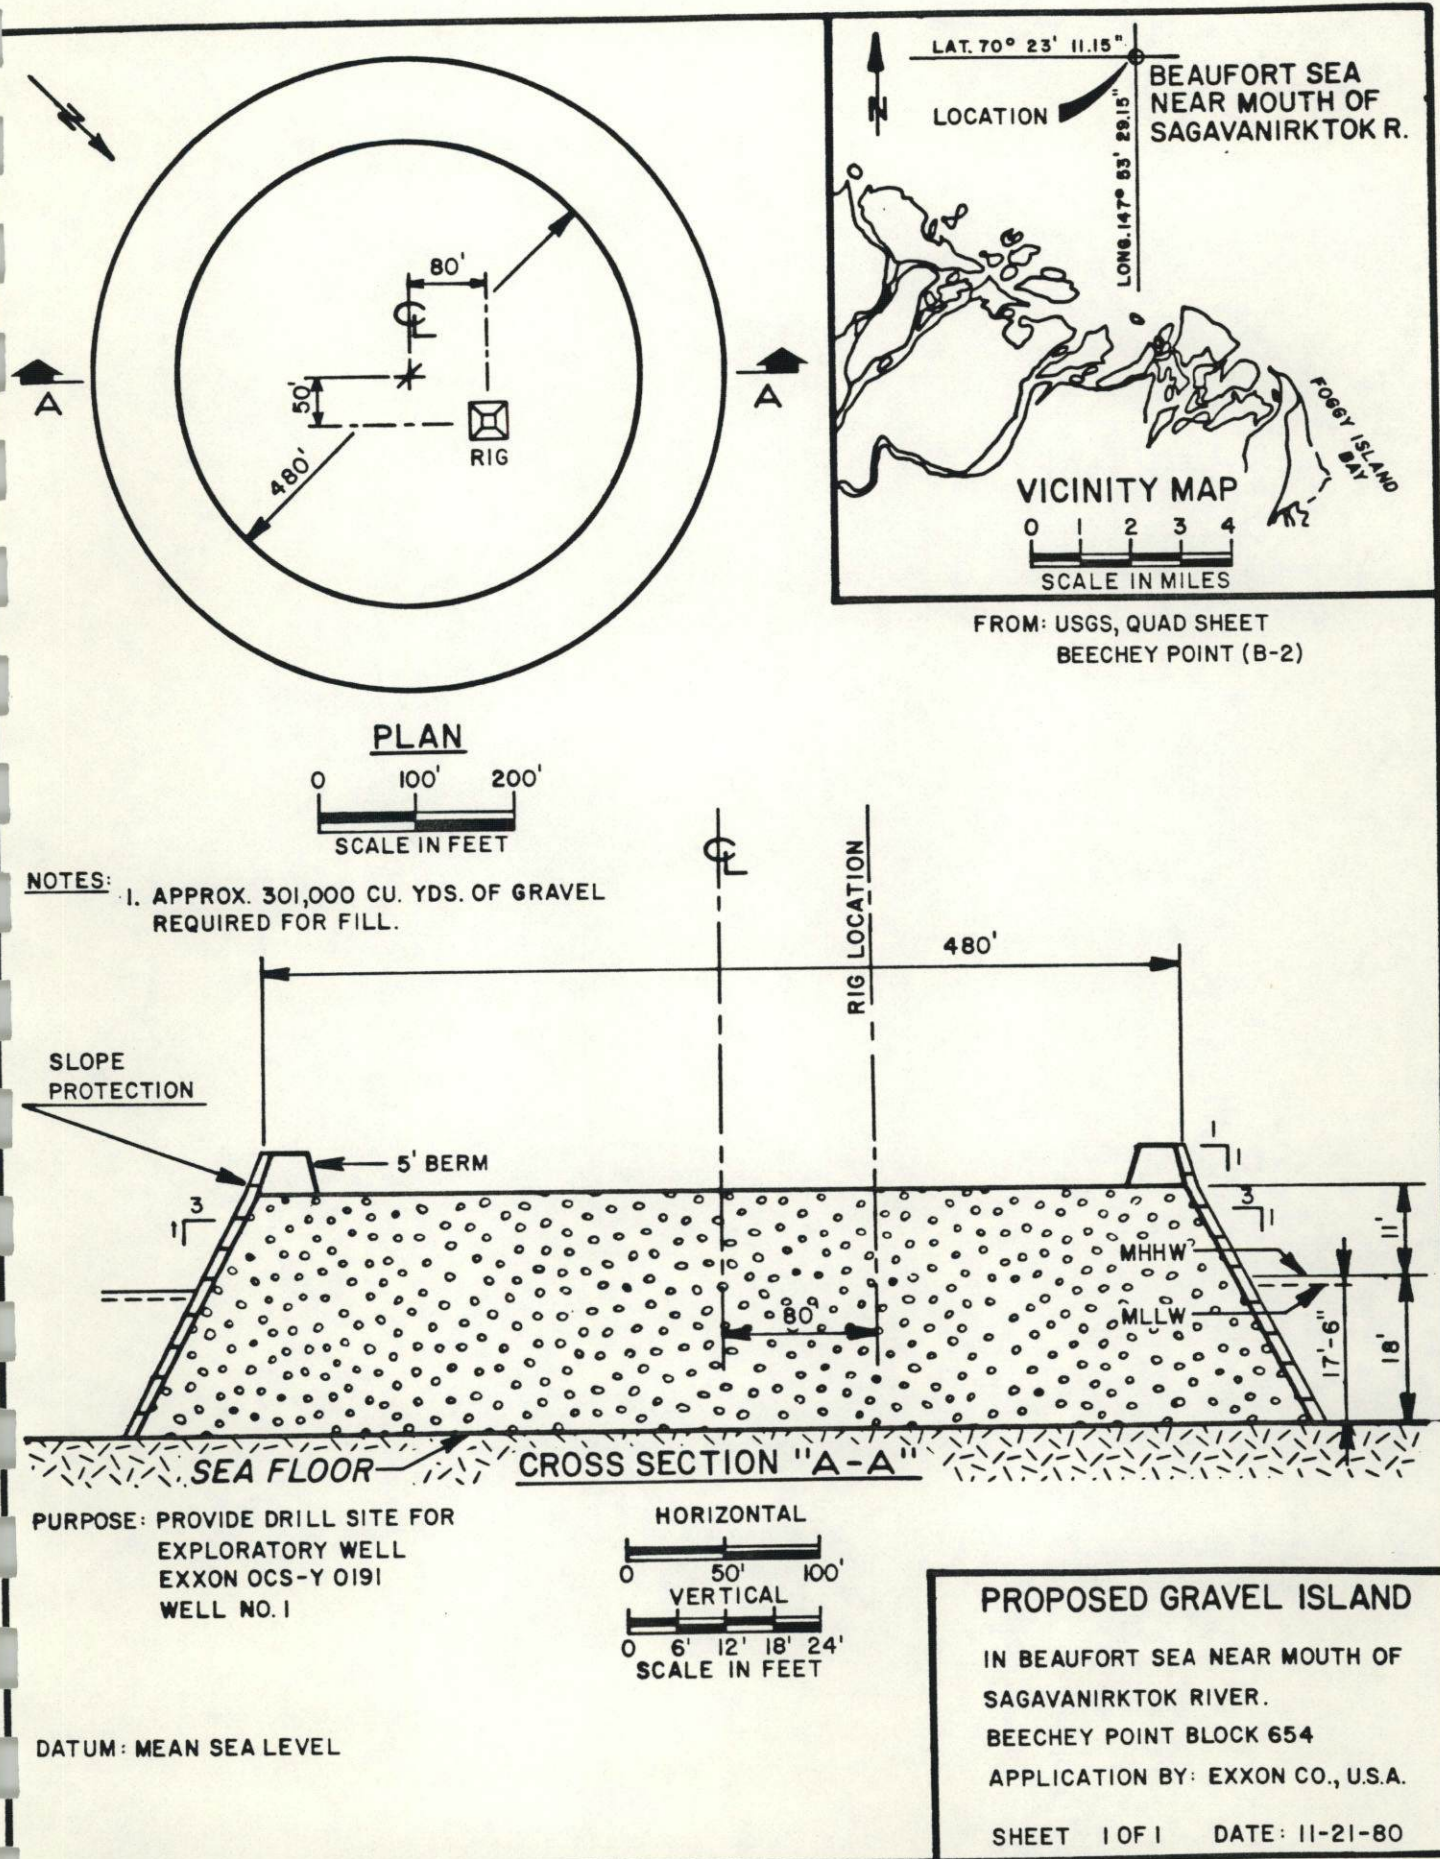 N
80'
C
L
50'
A
A
RIG
480'
PLAN
0 100' 200'
SCALE IN FEET
LAT. 70° 23' 11.15"
BEAUFORT SEA
NEAR MOUTH OF
SAGAVANIRKTOK R.
N
LOCATION
LONG. 147° 53' 29.15"
FOGGY ISLAND
BAY
VICINITY MAP
0 1 2 3 4
SCALE IN MILES
FROM: USGS, QUAD SHEET
BEECHEY POINT (B-2)
NOTES: 1. APPROX. 301,000 CU. YDS. OF GRAVEL
REQUIRED FOR FILL.
C
L
RIG LOCATION
480'
SLOPE
PROTECTION
5' BERM
1
1
3
1
3
1
11'
MHHW
MLLW
80'
17'-6"
18'
SEA FLOOR
CROSS SECTION "A-A"
PURPOSE: PROVIDE DRILL SITE FOR
EXPLORATORY WELL
EXXON OCS-Y 0191
WELL NO. 1
HORIZONTAL
0 50' 100'
VERTICAL
0 6' 12' 18' 24'
SCALE IN FEET
DATUM: MEAN SEA LEVEL
PROPOSED GRAVEL ISLAND
IN BEAUFORT SEA NEAR MOUTH OF
SAGAVANIRKTOK RIVER.
BEECHEY POINT BLOCK 654
APPLICATION BY: EXXON CO., U.S.A.
SHEET 1 OF 1 DATE: 11-21-80